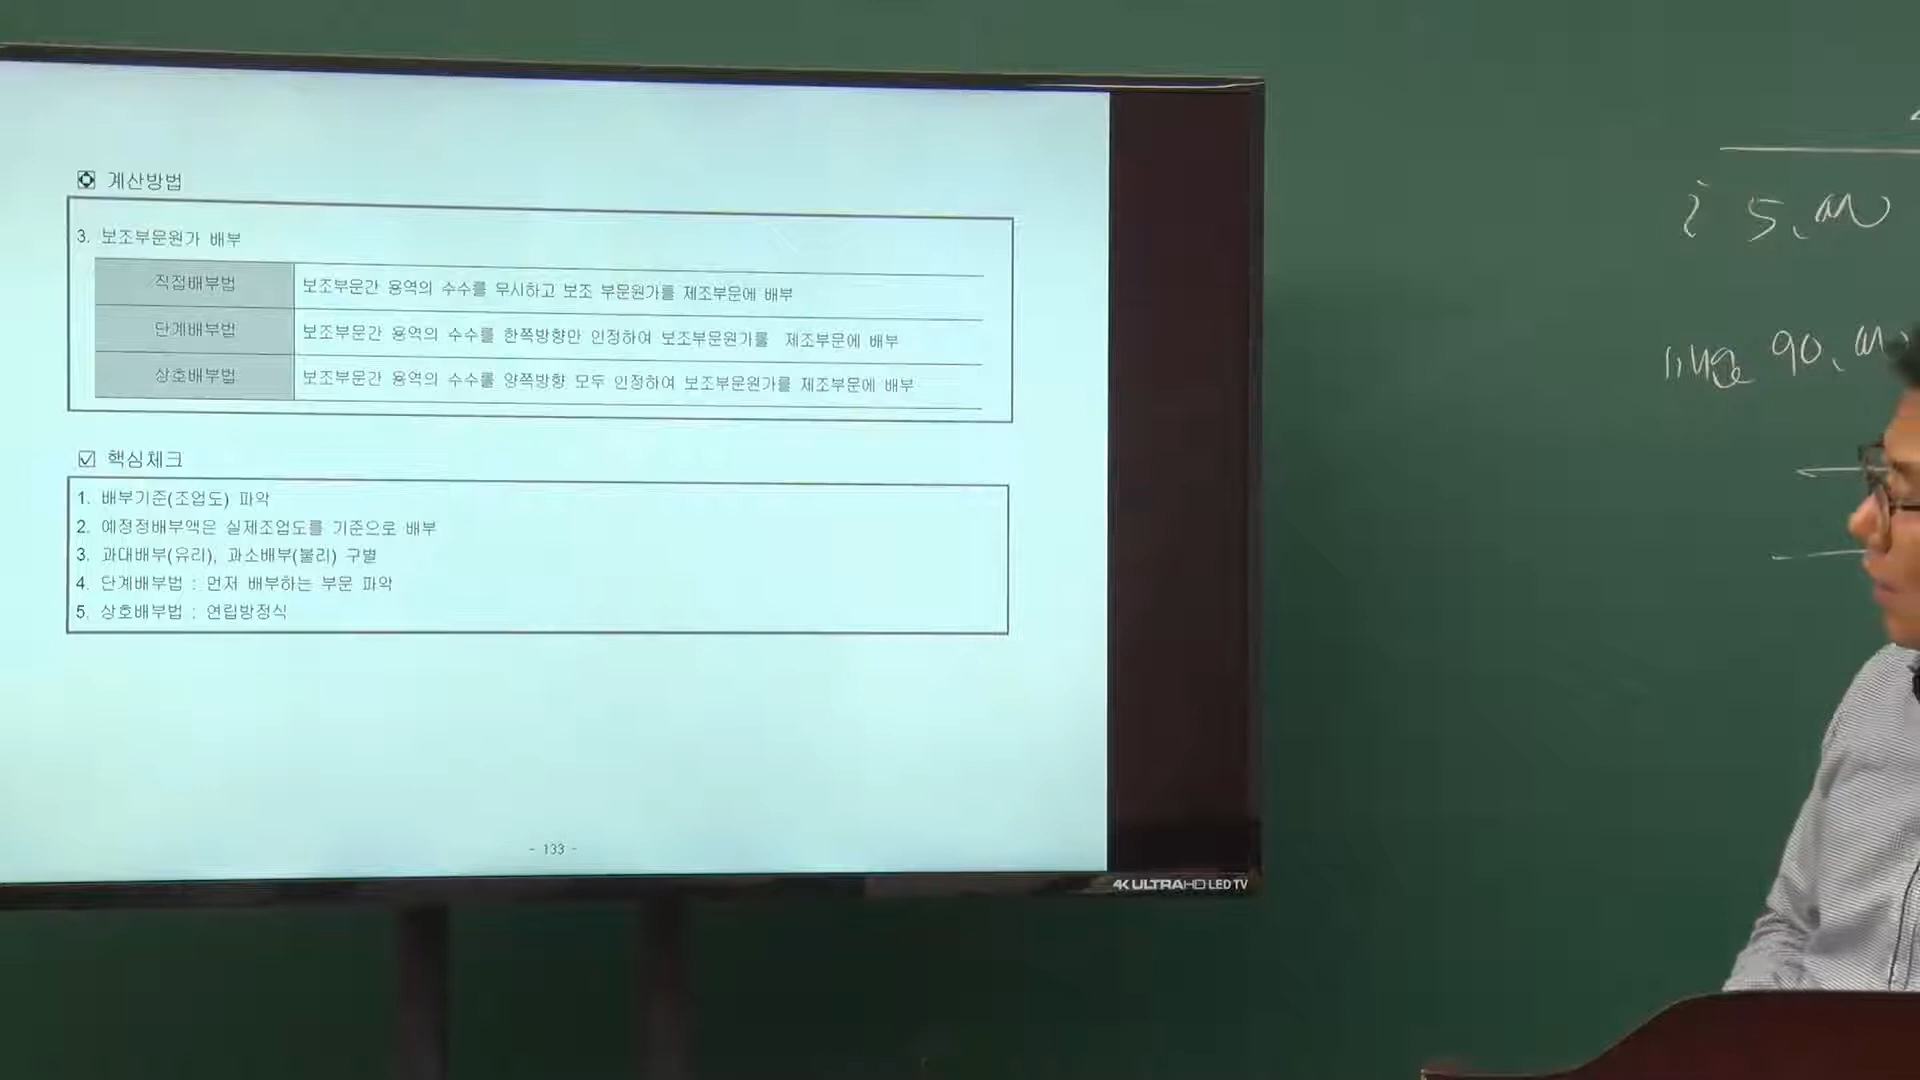 계산방법
3. 보조부문원가 배부
직접배부법 보조부문간 용역의 수수를 무시하고 보조 부문원가를 제조부문에 배부
단계배부법 보조부문간 용역의 수수를 한쪽방향만 인정하여 보조부문원가를 제조부문에 배부
상호배부법 보조부문간 용역의 수수를 양쪽방향 모두 인정하여 보조부문원가를 제조부문에 배부
☑ 핵심체크
1. 배부기준(조업도) 파악
2. 예정정배부액은 실제조업도를 기준으로 배부
3. 과대배부(유리), 과소배부(불리) 구별
4. 단계배부법 : 먼저 배부하는 부문 파악
5. 상호배부법 : 연립방정식
- 133 -
4K ULTRA HD LED TV